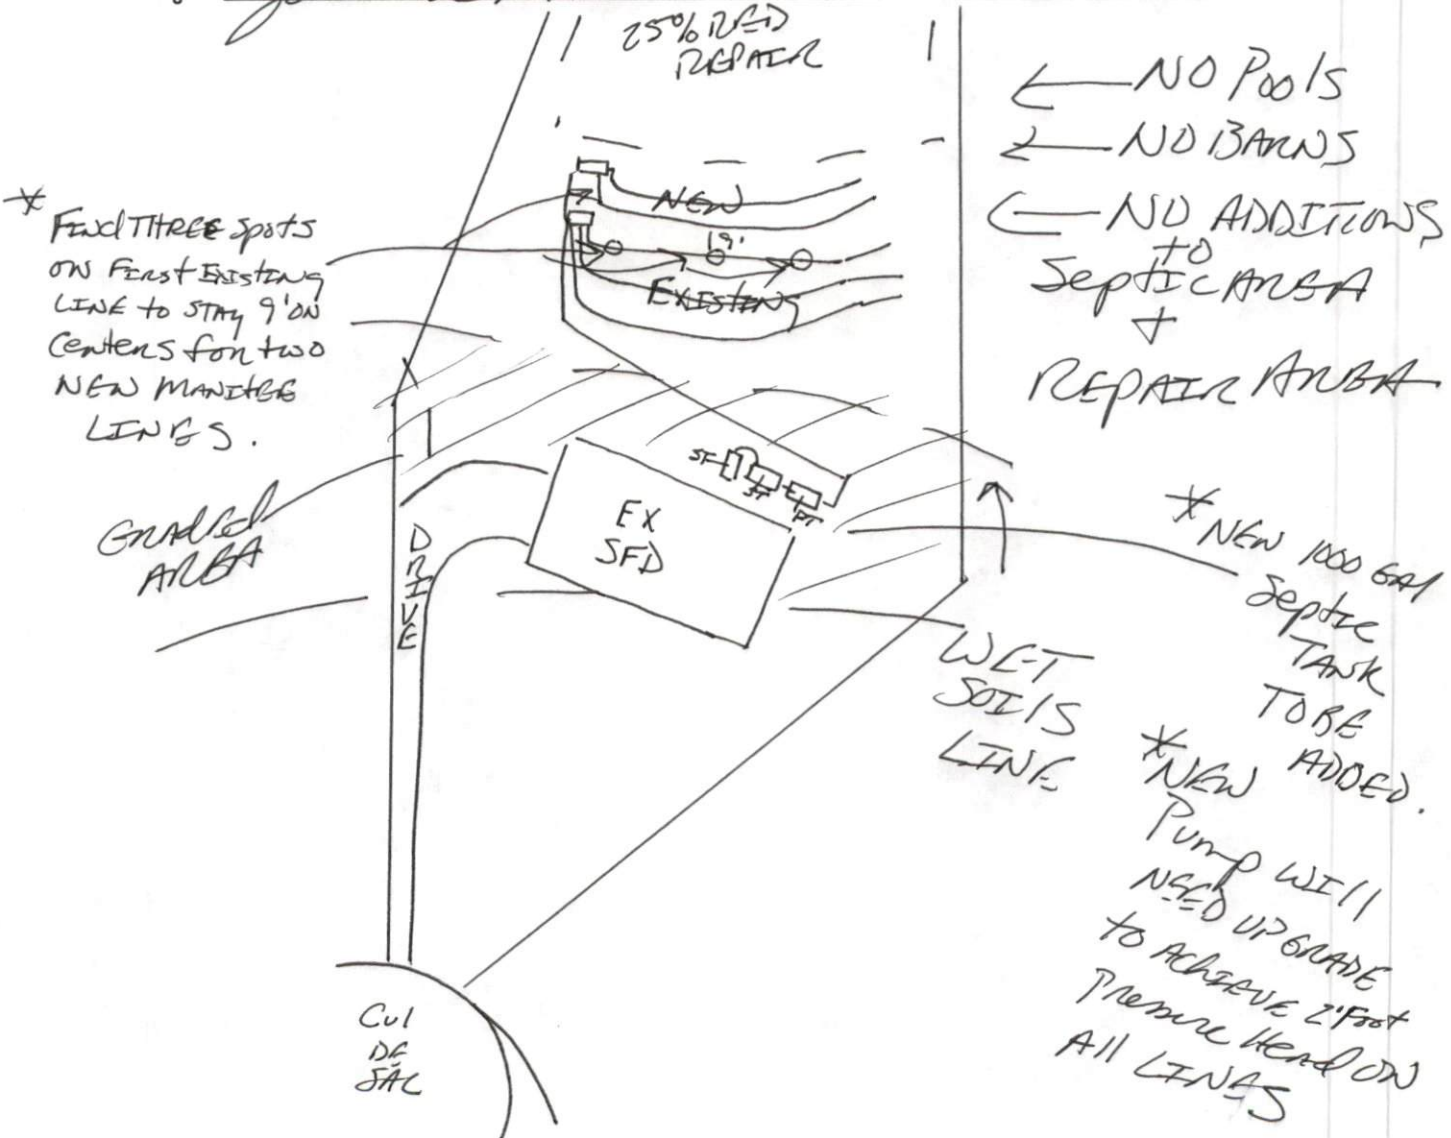 25% RED
REPAIR
← NO POOLS
← NO BARNS
← NO ADDITIONS
to
Septic AREA
+
REPAIR AREA
* Find THREE spots
ON FIRST EXISTING
LINE to STAY 9' ON
Centers for two
NEW MANITEE
LINES.
NEW
19'
EXISTING
GRADED
AREA
DRIVE
EX
SFD
ST
ST
PT
WET
SOILS
LINE
* NEW 1000 GAl
Septic
TANK
TO BE
ADDED.
* NEW
Pump WIll
NEED UPGRADE
to ACHIEVE 2' Foot
Pressure Head ON
All LINES
Cul
DE
SAC